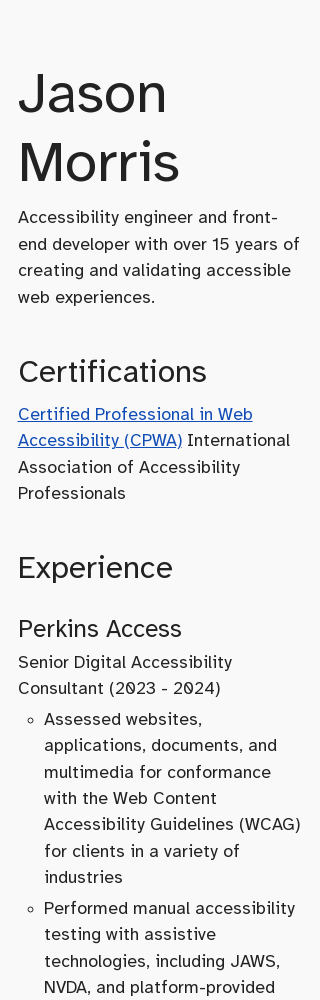 Jason
Morris
Accessibility engineer and front-
end developer with over 15 years of
creating and validating accessible
web experiences.
Certifications
Certified Professional in Web
Accessibility (CPWA) International
Association of Accessibility
Professionals
Experience
Perkins Access
Senior Digital Accessibility
Consultant (2023 - 2024)
◦ Assessed websites,
applications, documents, and
multimedia for conformance
with the Web Content
Accessibility Guidelines (WCAG)
for clients in a variety of
industries
◦ Performed manual accessibility
testing with assistive
technologies, including JAWS,
NVDA, and platform-provided